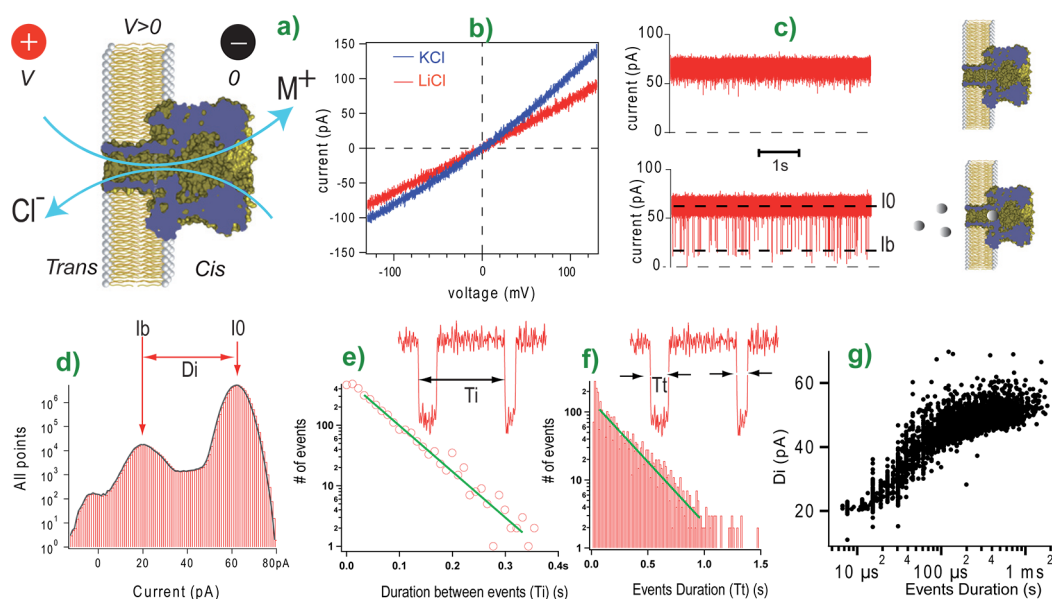 a)
+
V
V>0
−
0
M+
Cl-
Trans
Cis
b)
KCl
LiCl
current (pA)
150
100
50
0
-50
-100
-150
-100
0
100
voltage (mV)
c)
current (pA)
100
50
0
1s
current (pA)
100
50
0
I0
Ib
d)
Ib
I0
Di
All points
10^6
10^5
10^4
10^3
10^2
10^1
10^0
0
20
40
60
80pA
Current (pA)
e)
Ti
# of events
100
10
1
0.0
0.1
0.2
0.3
0.4s
Duration between events (Ti) (s)
f)
Tt
# of events
100
10
1
0.0
0.5
1.0
1.5
Events Duration (Tt) (s)
g)
Di (pA)
60
40
20
10 µs
2
4
100 µs
2
4
1 ms
Events Duration (s)